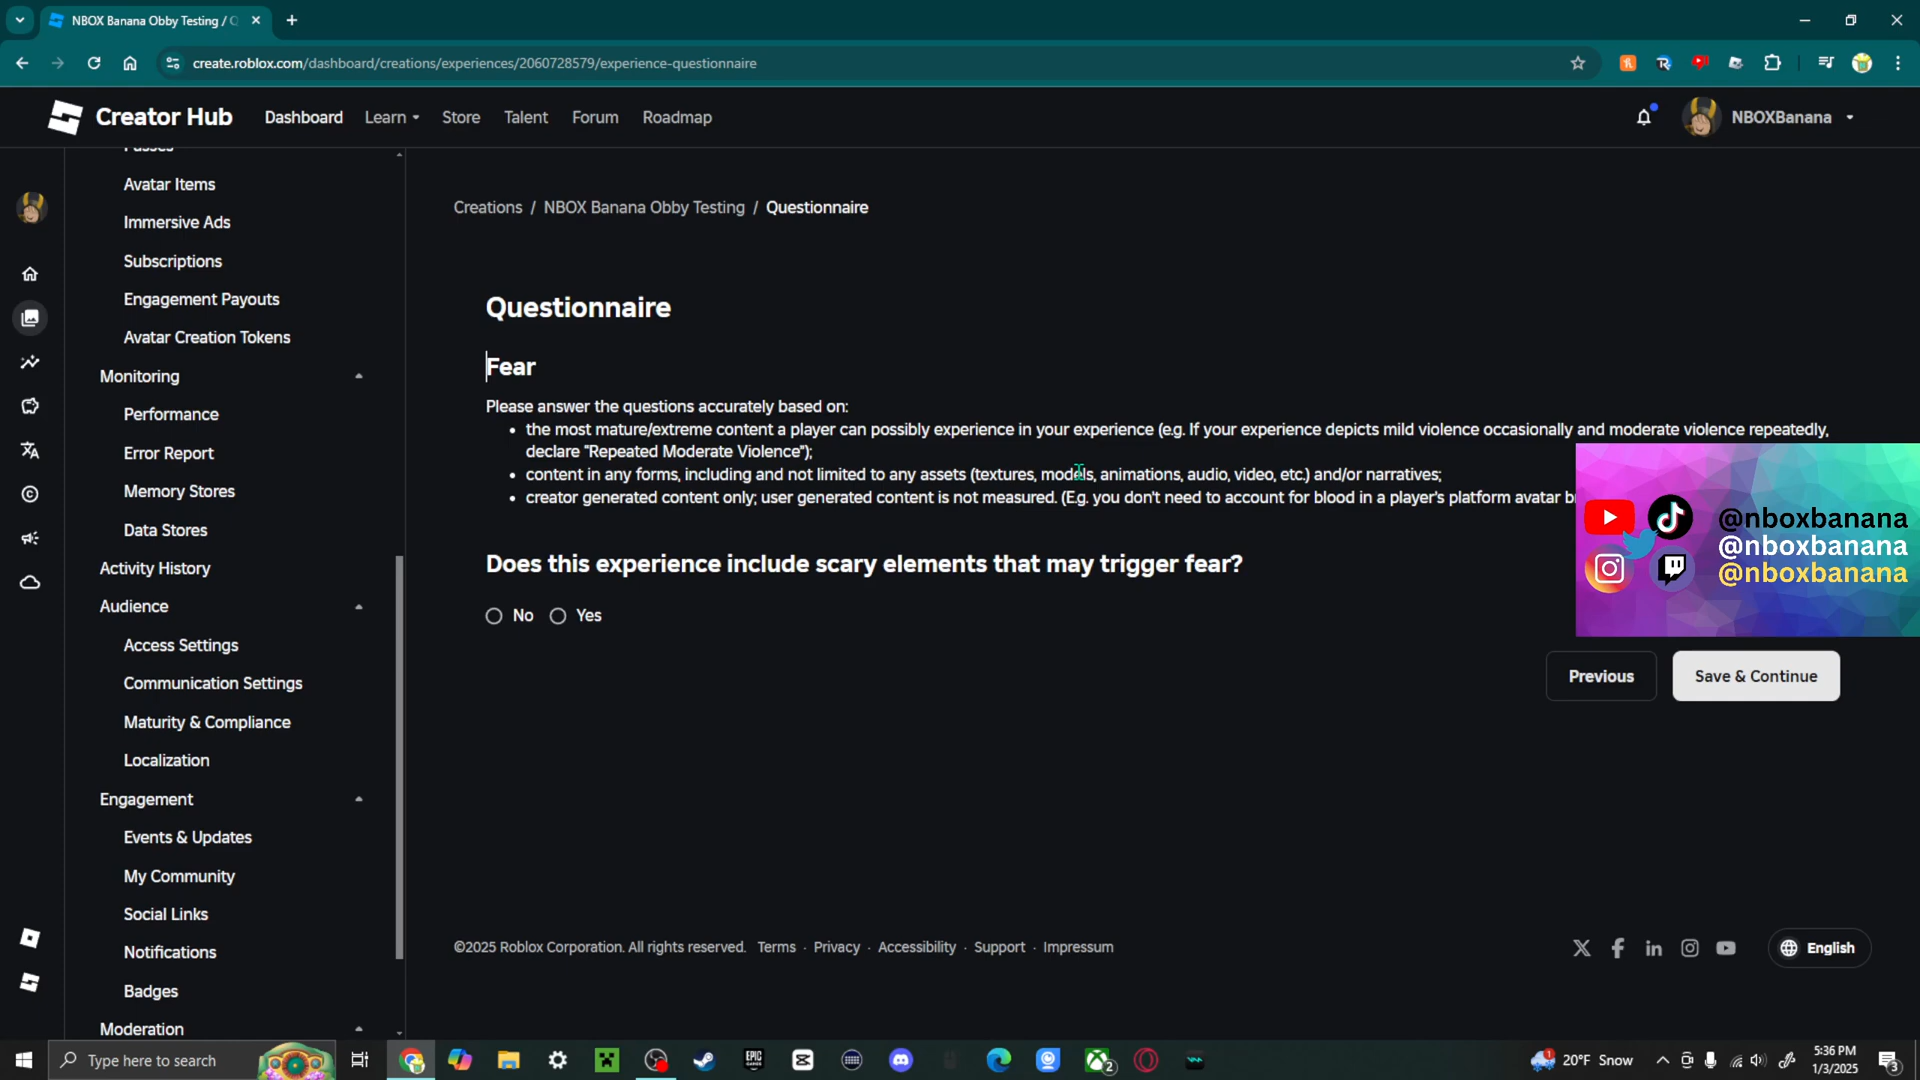 NBOX Banana Obby Testing / Q
create.roblox.com/dashboard/creations/experiences/2060728579/experience-questionnaire
Creator Hub
Dashboard
Learn
Store
Talent
Forum
Roadmap
NBOXBanana
Passes
Avatar Items
Immersive Ads
Subscriptions
Engagement Payouts
Avatar Creation Tokens
Monitoring
Performance
Error Report
Memory Stores
Data Stores
Activity History
Audience
Access Settings
Communication Settings
Maturity & Compliance
Localization
Engagement
Events & Updates
My Community
Social Links
Notifications
Badges
Moderation
Creations / NBOX Banana Obby Testing / Questionnaire
Questionnaire
Fear
Please answer the questions accurately based on:
• the most mature/extreme content a player can possibly experience in your experience (e.g. If your experience depicts mild violence occasionally and moderate violence repeatedly,
declare "Repeated Moderate Violence");
• content in any forms, including and not limited to any assets (textures, models, animations, audio, video, etc.) and/or narratives;
• creator generated content only; user generated content is not measured. (E.g. you don't need to account for blood in a player's platform avatar
Does this experience include scary elements that may trigger fear?
No Yes
@nboxbanana
@nboxbanana
@nboxbanana
Previous
Save & Continue
©2025 Roblox Corporation. All rights reserved. Terms · Privacy · Accessibility · Support · Impressum
English
Type here to search
EPIC
GAMES
2
1
20°F Snow
5:36 PM
1/3/2025
3